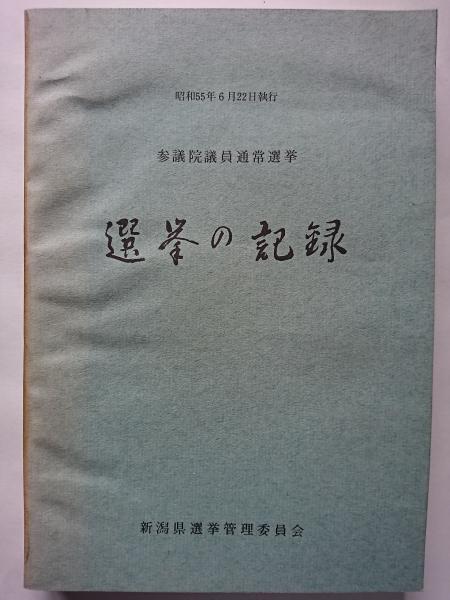 昭和55年6月22日執行
参議院議員通常選挙
選挙の記録
新潟県選挙管理委員会